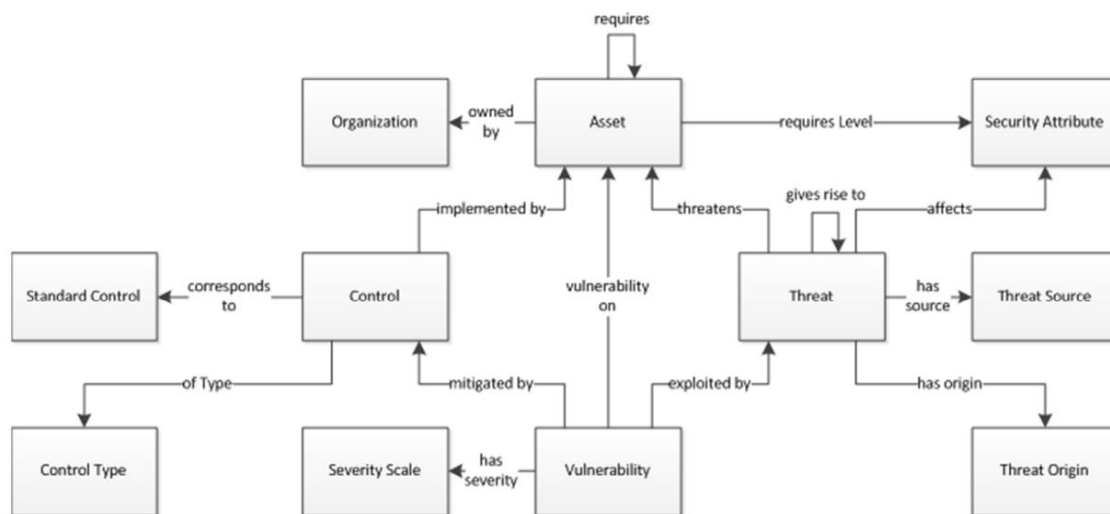 requires
Organization
owned
by
Asset
requires Level
Security Attribute
implemented by
threatens
gives rise to
affects
Standard Control
corresponds
to
Control
vulnerability
on
Threat
has
source
Threat Source
of Type
mitigated by
exploited by
has origin
Control Type
Severity Scale
has
severity
Vulnerability
Threat Origin